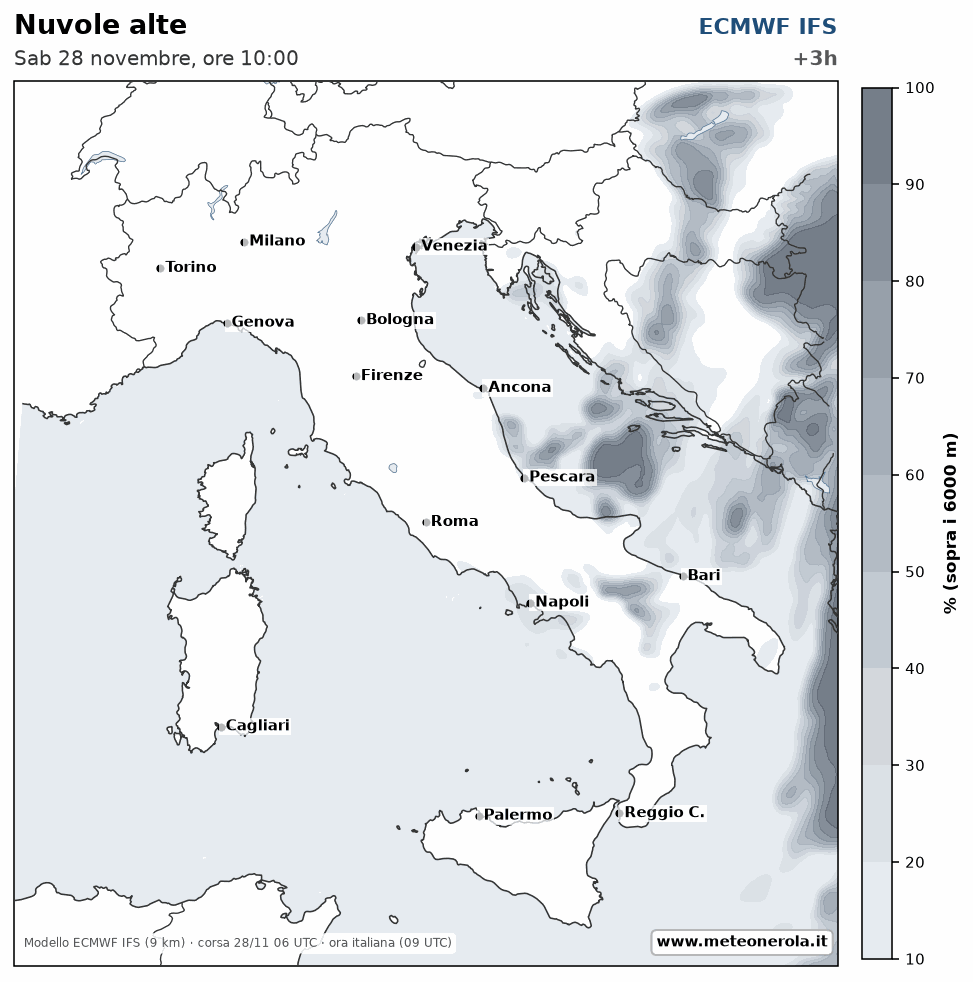 Nuvole alte
ECMWF IFS
Sab 28 novembre, ore 10:00
+3h
100
90
80
70
60
50
40
30
20
10
% (sopra i 6000 m)
Milano
Venezia
Torino
Genova
Bologna
Firenze
Ancona
Pescara
Roma
Bari
Napoli
Cagliari
Palermo
Reggio C.
Modello ECMWF IFS (9 km) · corsa 28/11 06 UTC · ora italiana (09 UTC)
www.meteonerola.it